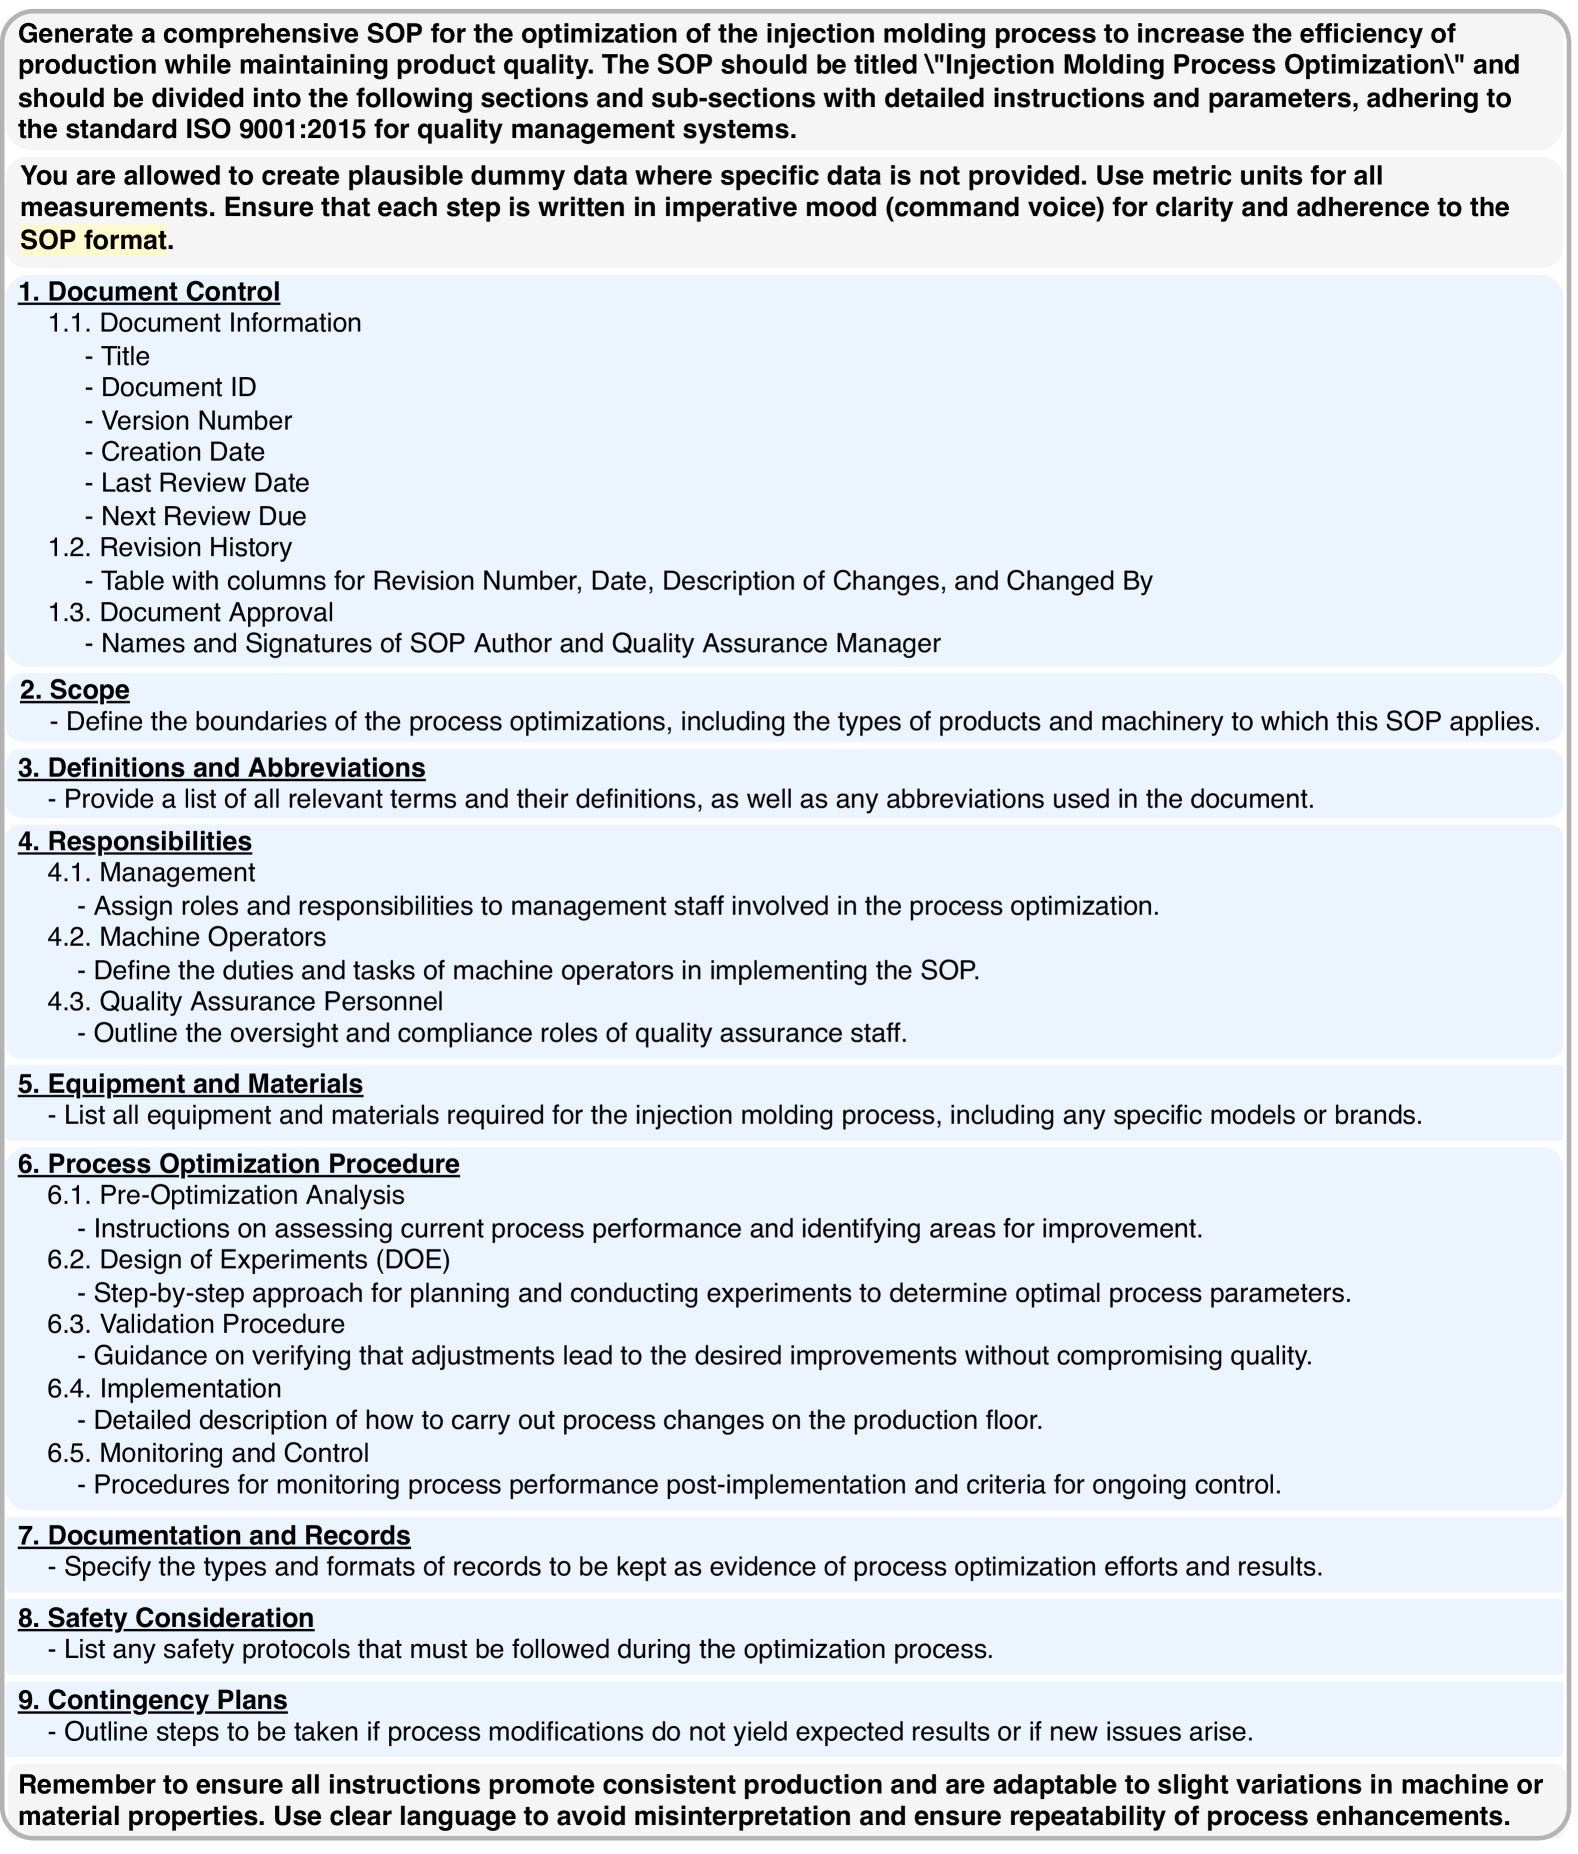 Generate a comprehensive SOP for the optimization of the injection molding process to increase the efficiency of
production while maintaining product quality. The SOP should be titled \"Injection Molding Process Optimization\" and
should be divided into the following sections and sub-sections with detailed instructions and parameters, adhering to
the standard ISO 9001:2015 for quality management systems.
You are allowed to create plausible dummy data where specific data is not provided. Use metric units for all
measurements. Ensure that each step is written in imperative mood (command voice) for clarity and adherence to the
SOP format.
1. Document Control
1.1. Document Information
- Title
- Document ID
- Version Number
- Creation Date
- Last Review Date
- Next Review Due
1.2. Revision History
- Table with columns for Revision Number, Date, Description of Changes, and Changed By
1.3. Document Approval
- Names and Signatures of SOP Author and Quality Assurance Manager
2. Scope
- Define the boundaries of the process optimizations, including the types of products and machinery to which this SOP applies.
3. Definitions and Abbreviations
- Provide a list of all relevant terms and their definitions, as well as any abbreviations used in the document.
4. Responsibilities
4.1. Management
- Assign roles and responsibilities to management staff involved in the process optimization.
4.2. Machine Operators
- Define the duties and tasks of machine operators in implementing the SOP.
4.3. Quality Assurance Personnel
- Outline the oversight and compliance roles of quality assurance staff.
5. Equipment and Materials
- List all equipment and materials required for the injection molding process, including any specific models or brands.
6. Process Optimization Procedure
6.1. Pre-Optimization Analysis
- Instructions on assessing current process performance and identifying areas for improvement.
6.2. Design of Experiments (DOE)
- Step-by-step approach for planning and conducting experiments to determine optimal process parameters.
6.3. Validation Procedure
- Guidance on verifying that adjustments lead to the desired improvements without compromising quality.
6.4. Implementation
- Detailed description of how to carry out process changes on the production floor.
6.5. Monitoring and Control
- Procedures for monitoring process performance post-implementation and criteria for ongoing control.
7. Documentation and Records
- Specify the types and formats of records to be kept as evidence of process optimization efforts and results.
8. Safety Consideration
- List any safety protocols that must be followed during the optimization process.
9. Contingency Plans
- Outline steps to be taken if process modifications do not yield expected results or if new issues arise.
Remember to ensure all instructions promote consistent production and are adaptable to slight variations in machine or
material properties. Use clear language to avoid misinterpretation and ensure repeatability of process enhancements.